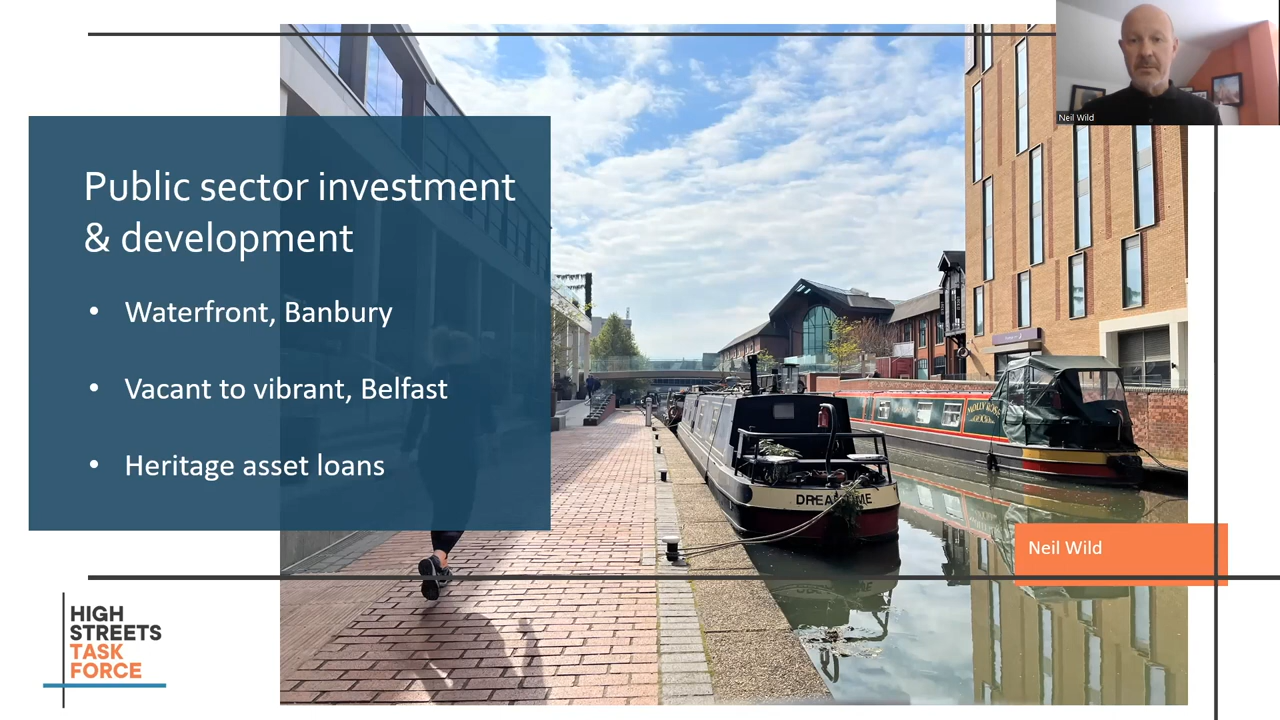 Neil Wild
Public sector investment
& development
• Waterfront, Banbury
• Vacant to vibrant, Belfast
• Heritage asset loans
DREAMTIME
Neil Wild
HIGH
STREETS
TASK
FORCE